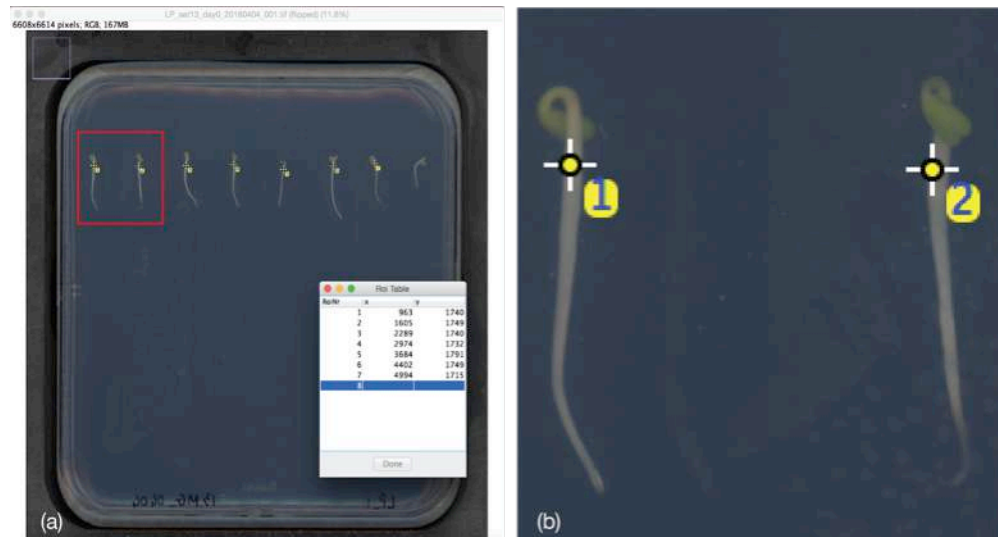 LP_set13_day0_20160404_001.tif (flipped) (11.6%)
6608x6614 pixels; RGB; 167MB
Roi Table
RoiNr x y
1 963 1740
2 1605 1749
3 2289 1740
4 2974 1732
5 3684 1791
6 4402 1749
7 4994 1715
8
Done
(a)
1
2
(b)